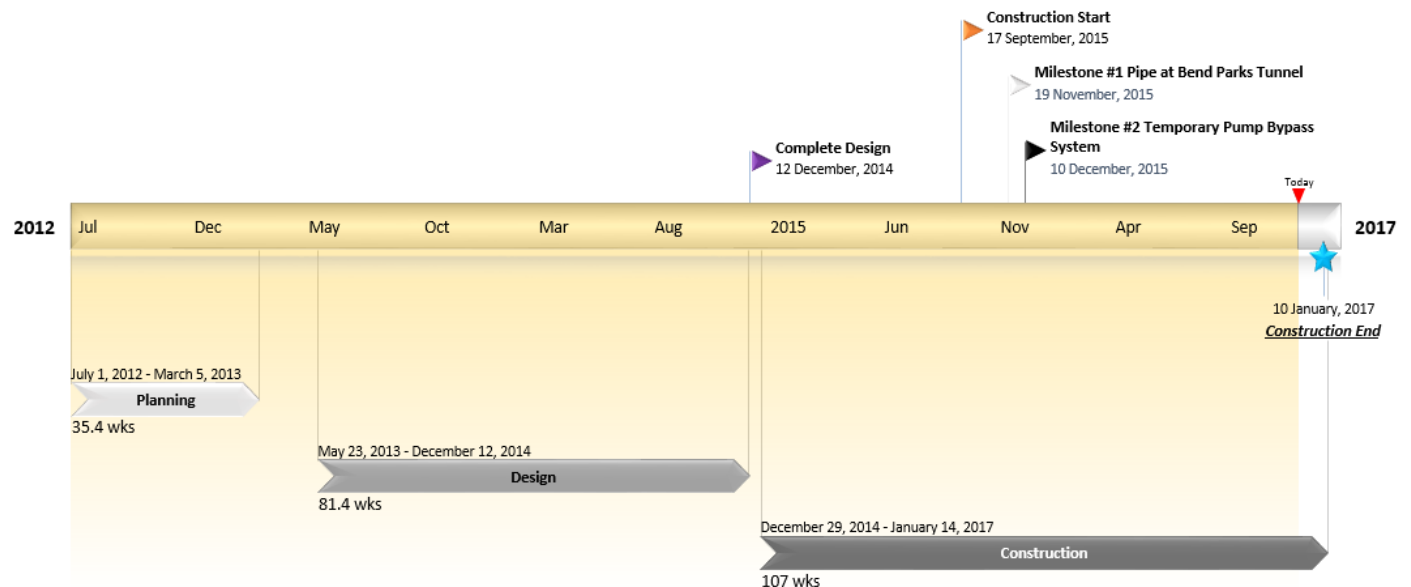 Construction Start
17 September, 2015
Milestone #1 Pipe at Bend Parks Tunnel
19 November, 2015
Milestone #2 Temporary Pump Bypass
System
10 December, 2015
Complete Design
12 December, 2014
Today
2012 Jul Dec May Oct Mar Aug 2015 Jun Nov Apr Sep 2017
10 January, 2017
Construction End
July 1, 2012 - March 5, 2013
Planning
35.4 wks
May 23, 2013 - December 12, 2014
Design
81.4 wks
December 29, 2014 - January 14, 2017
Construction
107 wks